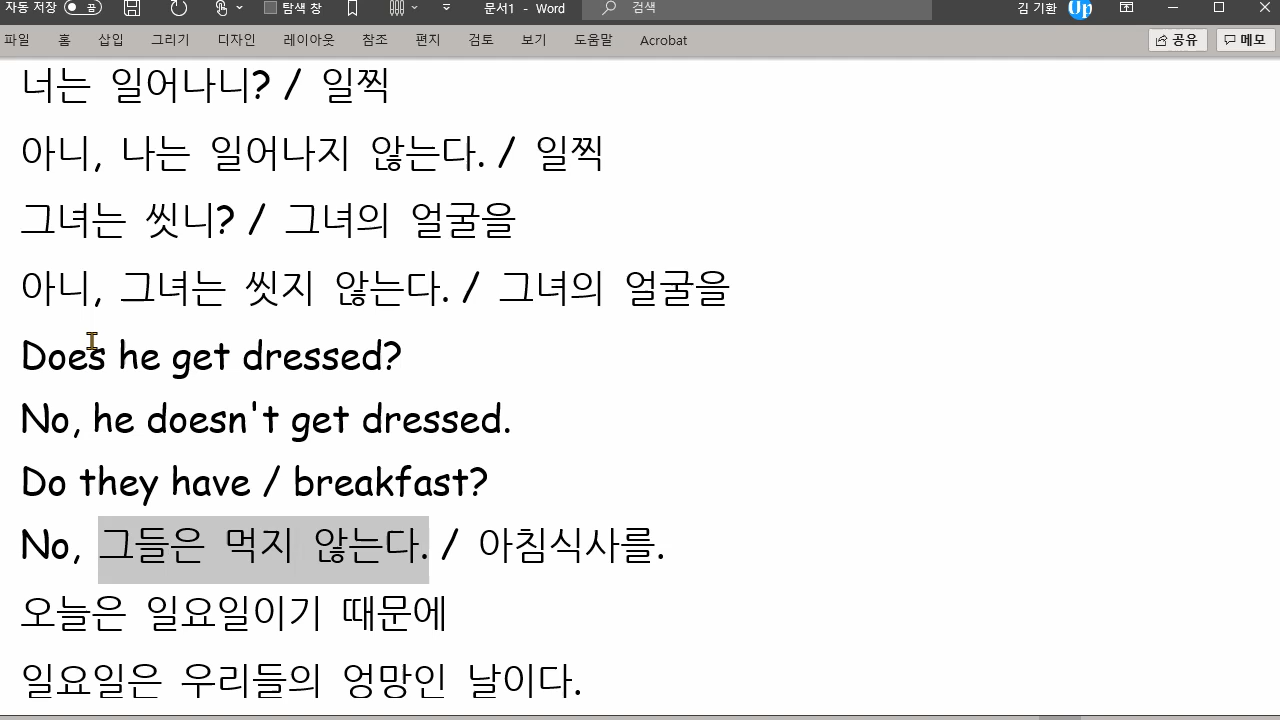 자동 저장 끔 탐색 창 문서1 - Word 검색 김 기환 Up
파일 홈 삽입 그리기 디자인 레이아웃 참조 편지 검토 보기 도움말 Acrobat 공유 메모
너는 일어나니? / 일찍
아니, 나는 일어나지 않는다. / 일찍
그녀는 씻니? / 그녀의 얼굴을
아니, 그녀는 씻지 않는다. / 그녀의 얼굴을
Does he get dressed?
No, he doesn't get dressed.
Do they have / breakfast?
No, 그들은 먹지 않는다. / 아침식사를.
오늘은 일요일이기 때문에
일요일은 우리들의 엉망인 날이다.